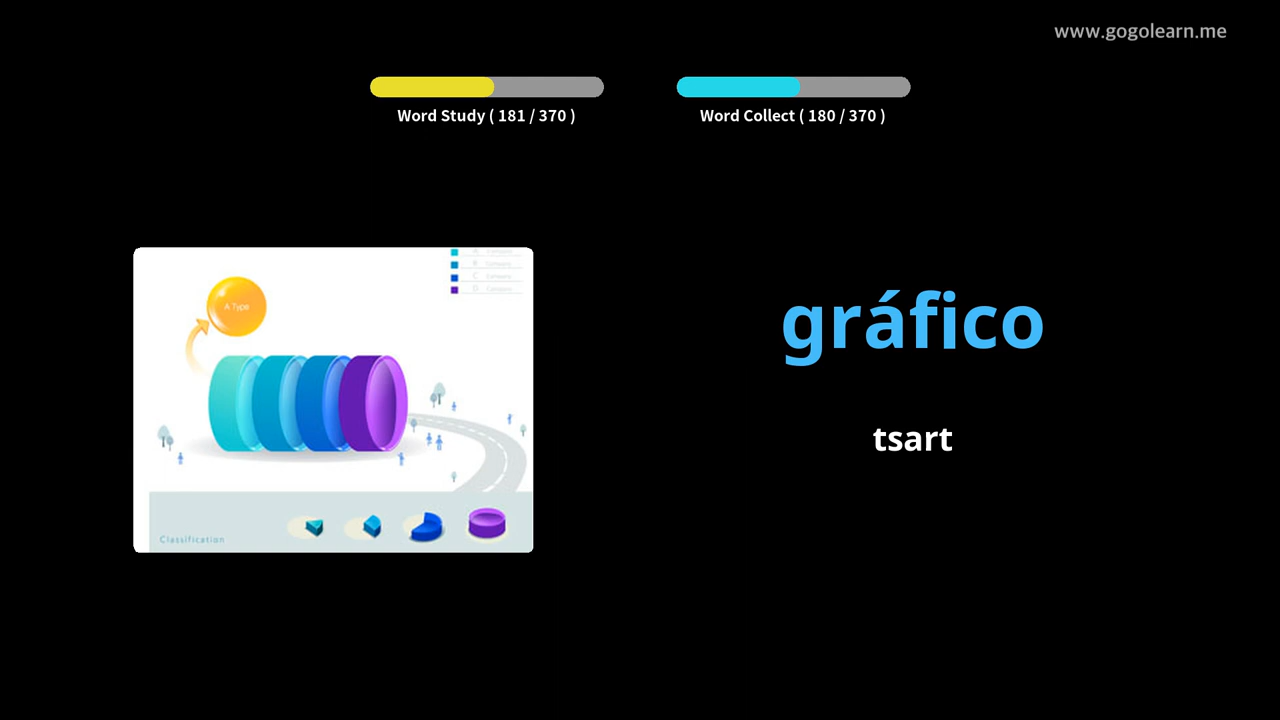 www.gogolearn.me
Word Study ( 181 / 370 )
Word Collect ( 180 / 370 )
A Type
A
B
C
D
gráfico
tsart
Classification